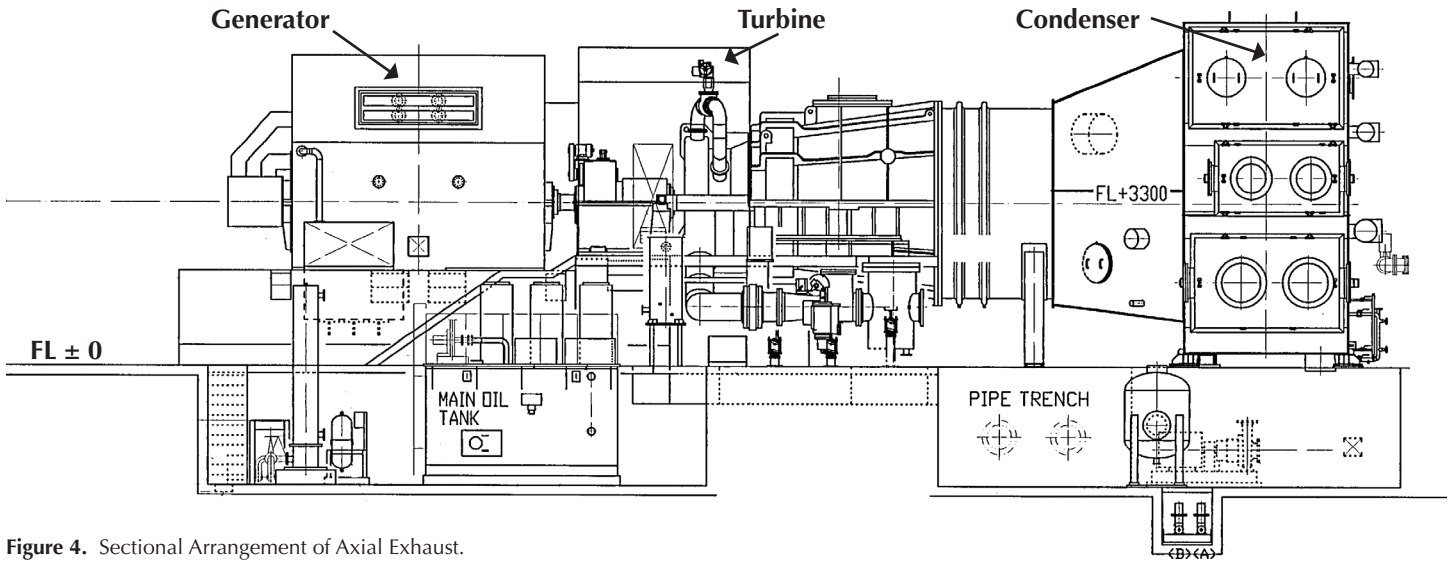 Generator
Turbine
Condenser
FL+3300
FL ± 0
MAIN OIL
TANK
PIPE TRENCH
(B)(A)
Figure 4. Sectional Arrangement of Axial Exhaust.